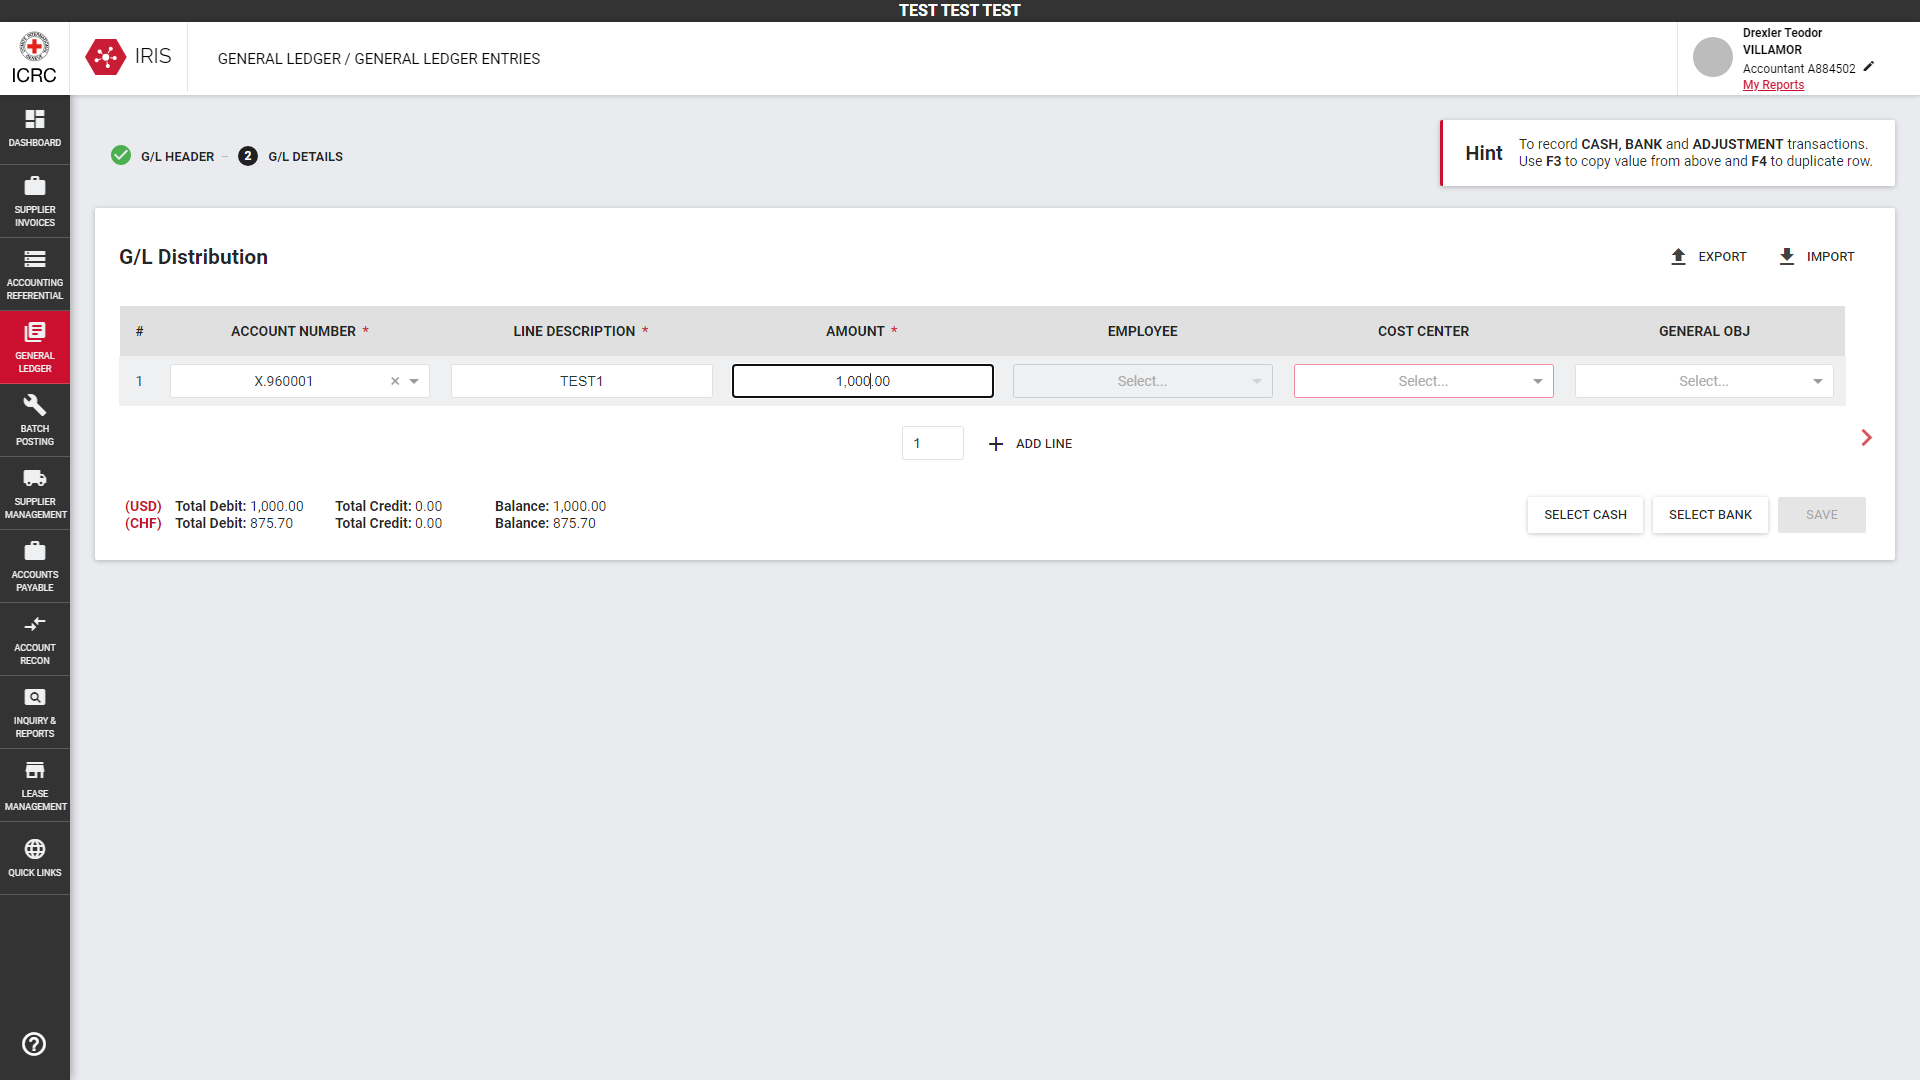 TEST TEST TEST
ICRC
IRIS
GENERAL LEDGER / GENERAL LEDGER ENTRIES
Drexler Teodor
VILLAMOR
Accountant A884502
My Reports
DASHBOARD
SUPPLIER
INVOICES
ACCOUNTING
REFERENTIAL
GENERAL
LEDGER
BATCH
POSTING
SUPPLIER
MANAGEMENT
ACCOUNTS
PAYABLE
ACCOUNT
RECON
INQUIRY &
REPORTS
LEASE
MANAGEMENT
QUICK LINKS
G/L HEADER
2 G/L DETAILS
Hint
To record CASH, BANK and ADJUSTMENT transactions.
Use F3 to copy value from above and F4 to duplicate row.
G/L Distribution
EXPORT IMPORT
# ACCOUNT NUMBER * LINE DESCRIPTION * AMOUNT * EMPLOYEE COST CENTER GENERAL OBJ
1 X.960001 TEST1 1,000.00 Select... Select... Select...
1 ADD LINE
(USD) Total Debit: 1,000.00 Total Credit: 0.00 Balance: 1,000.00
(CHF) Total Debit: 875.70 Total Credit: 0.00 Balance: 875.70
SELECT CASH SELECT BANK SAVE